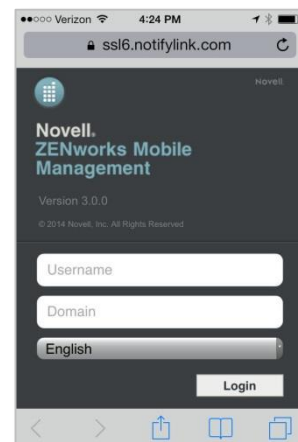 Verizon 4:24 PM
ssl6.notifylink.com
Novell
Novell.
ZENworks Mobile
Management
Version 3.0.0
© 2014 Novell, Inc. All Rights Reserved
Username
Domain
English
Login